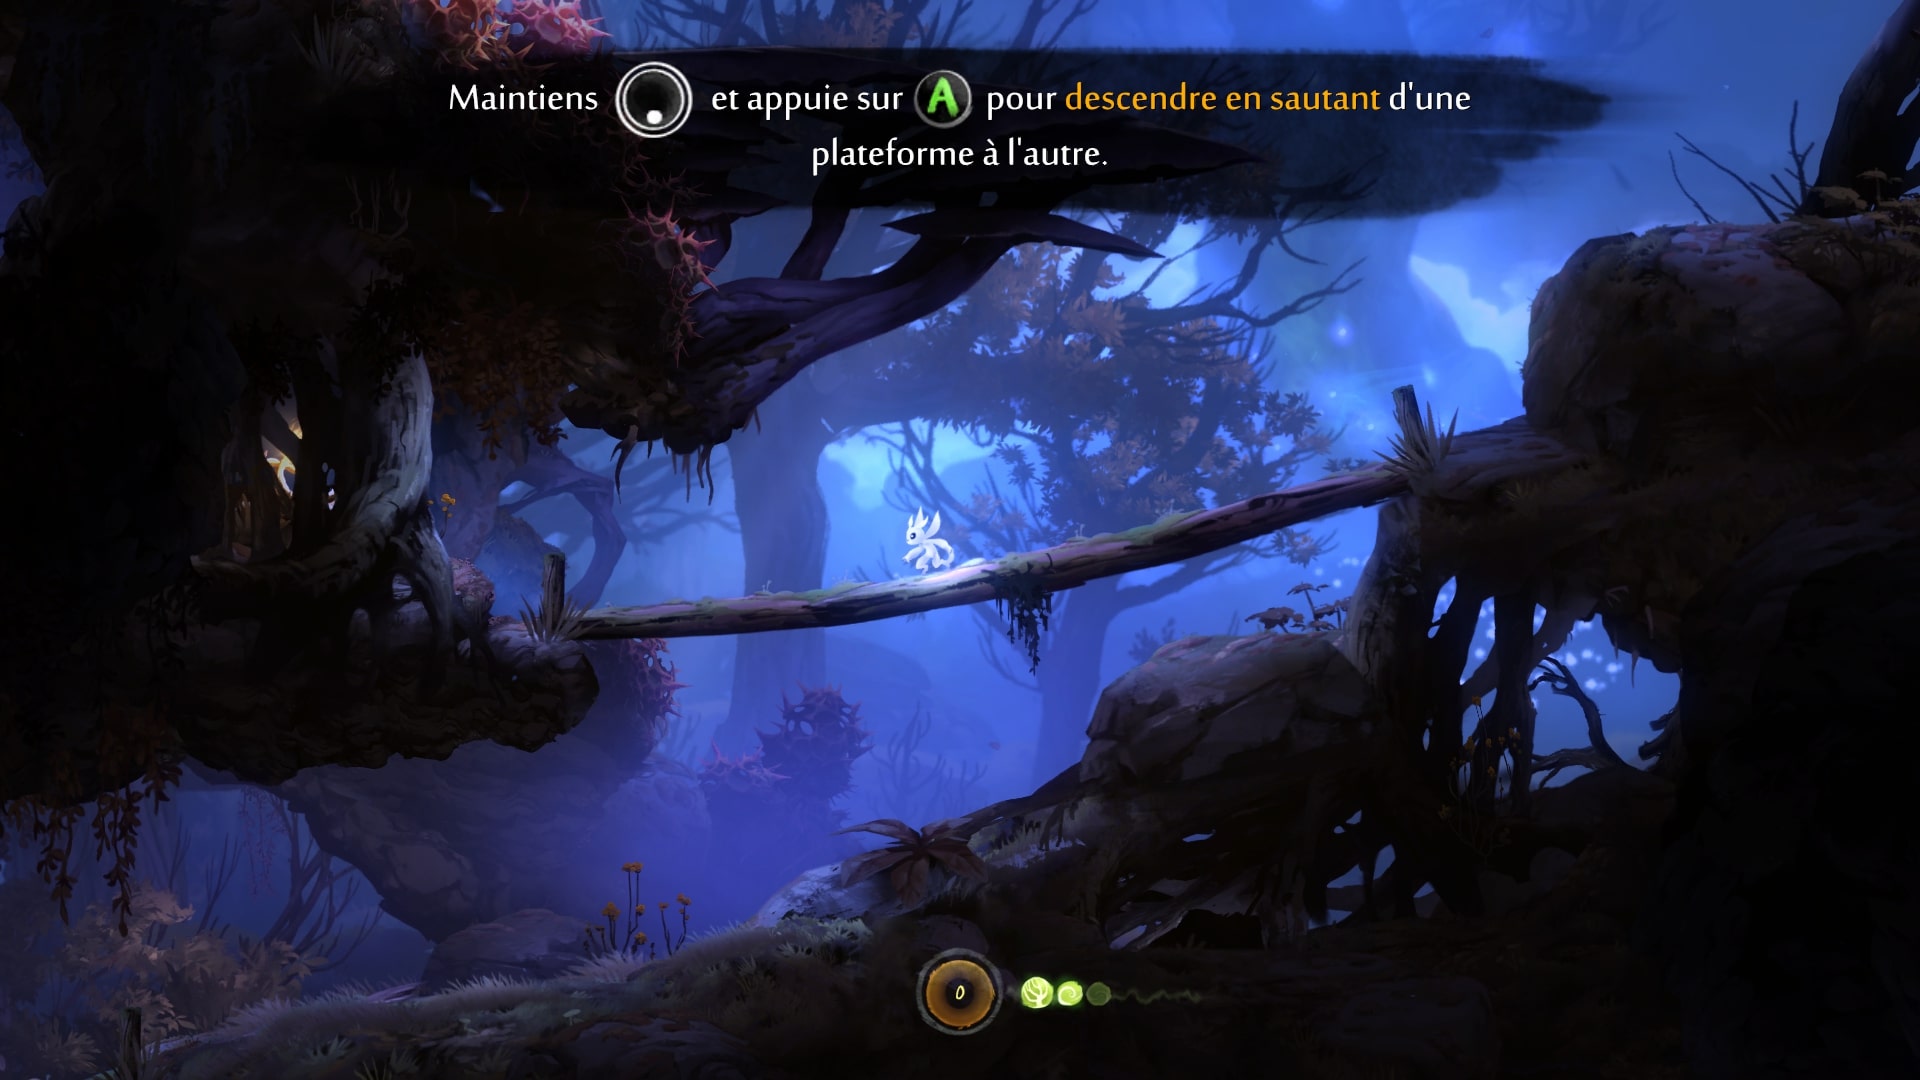 Maintiens et appuie sur A pour descendre en sautant d'une
plateforme à l'autre.
0